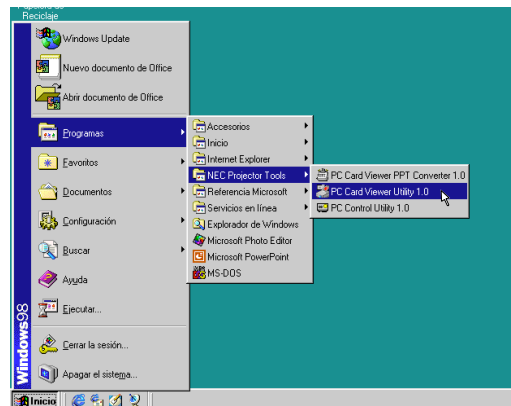 Reciclaje
Windows Update
Nuevo documento de Office
Abrir documento de Office
Programas
Favoritos
Documentos
Configuración
Buscar
Ayuda
Ejecutar...
Cerrar la sesión...
Apagar el sistema...
Windows98
Accesorios
Inicio
Internet Explorer
NEC Projector Tools
Referencia Microsoft
Servicios en línea
Explorador de Windows
Microsoft Photo Editor
Microsoft PowerPoint
MS-DOS
PC Card Viewer PPT Converter 1.0
PC Card Viewer Utility 1.0
PC Control Utility 1.0
Inicio